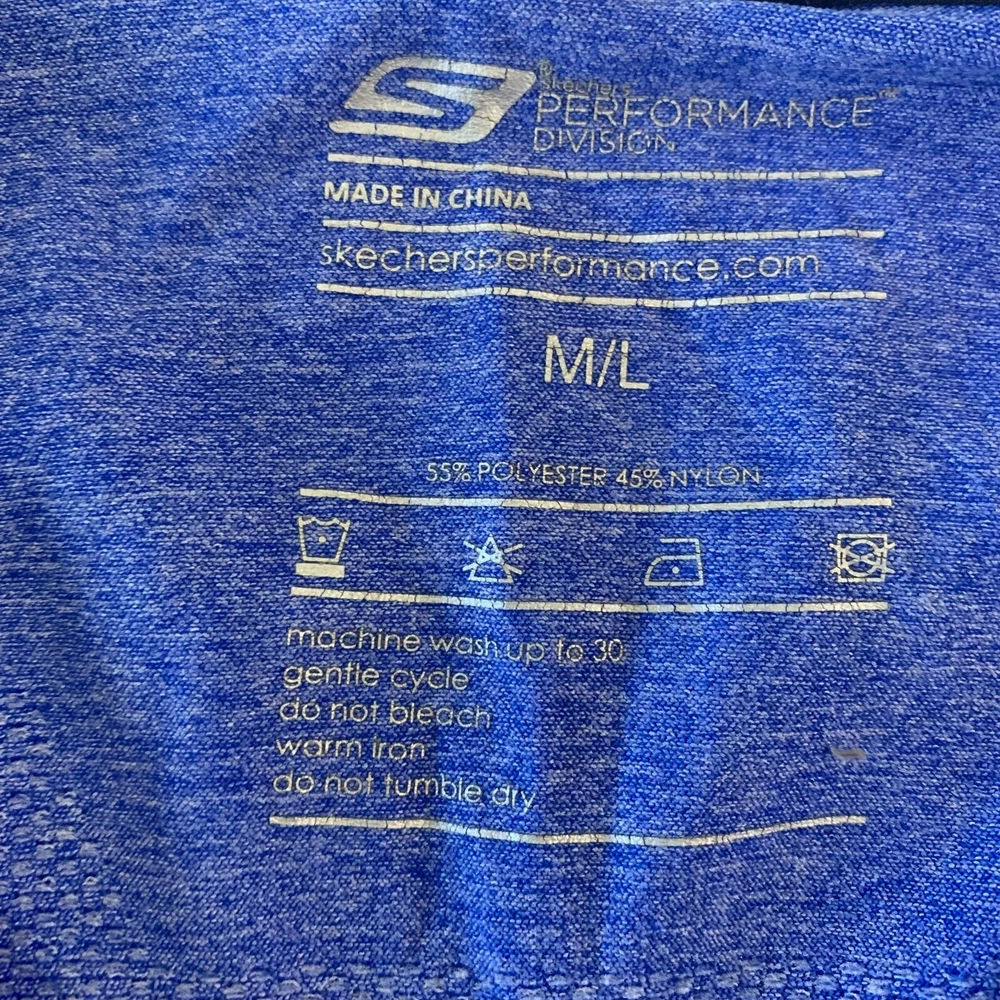 S
Skechers
PERFORMANCE™
DIVISION
MADE IN CHINA
skechersperformance.com
M/L
55% POLYESTER 45% NYLON
machine wash up to 30
gentle cycle
do not bleach
warm iron
do not tumble dry